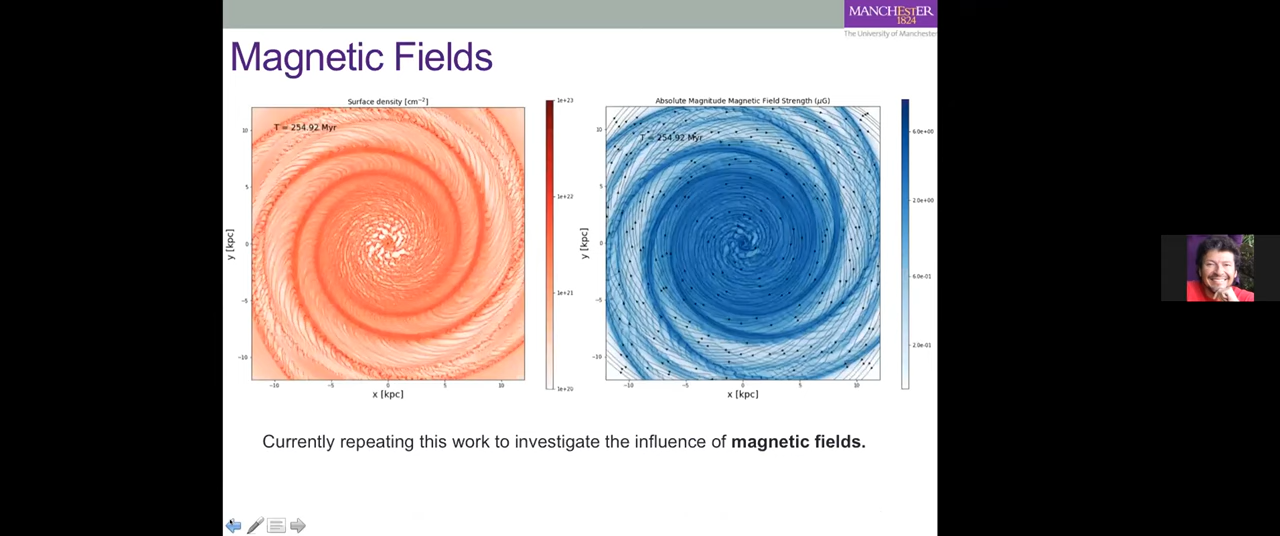 MANCHESTER
1824
The University of Manchester
Magnetic Fields
Surface density [cm⁻²]
T = 254.92 Myr
10
5
0
−5
−10
y [kpc]
−10
−5
0
5
10
x [kpc]
1e+23
1e+22
1e+21
1e+20
Absolute Magnitude Magnetic Field Strength (μG)
T = 254.92 Myr
10
5
0
−5
−10
y [kpc]
−10
−5
0
5
10
x [kpc]
6.0e+00
2.0e+00
6.0e-01
2.0e-01
Currently repeating this work to investigate the influence of magnetic fields.